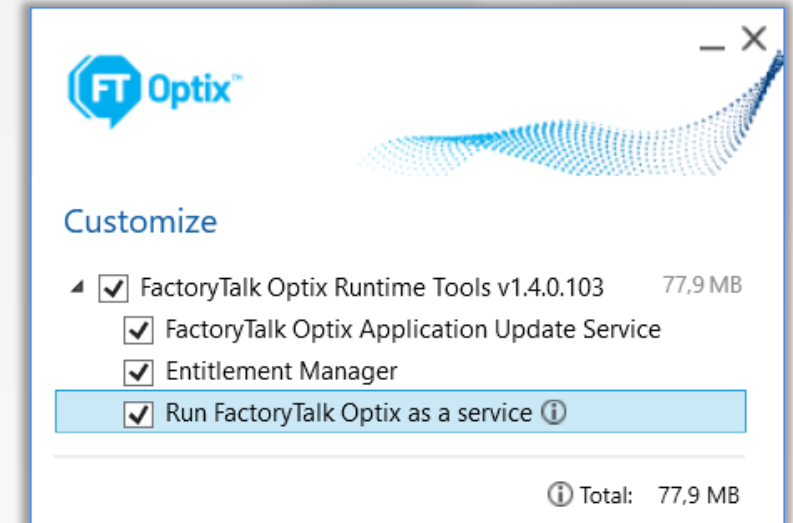 FT Optix™
Customize
FactoryTalk Optix Runtime Tools v1.4.0.103 77,9 MB
FactoryTalk Optix Application Update Service
Entitlement Manager
Run FactoryTalk Optix as a service
Total: 77,9 MB